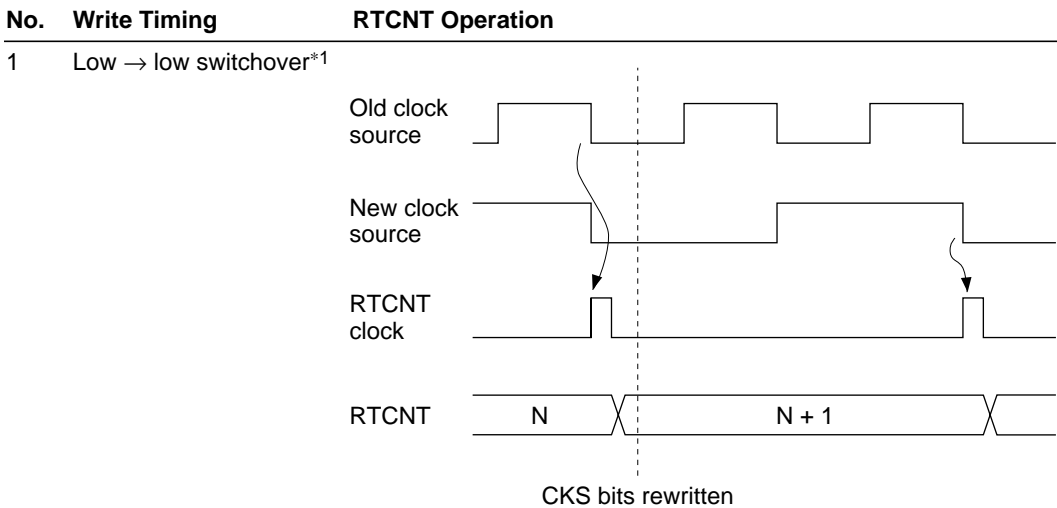 No. Write Timing RTCNT Operation
1 Low → low switchover*1
Old clock
source
New clock
source
RTCNT
clock
RTCNT N N + 1
CKS bits rewritten